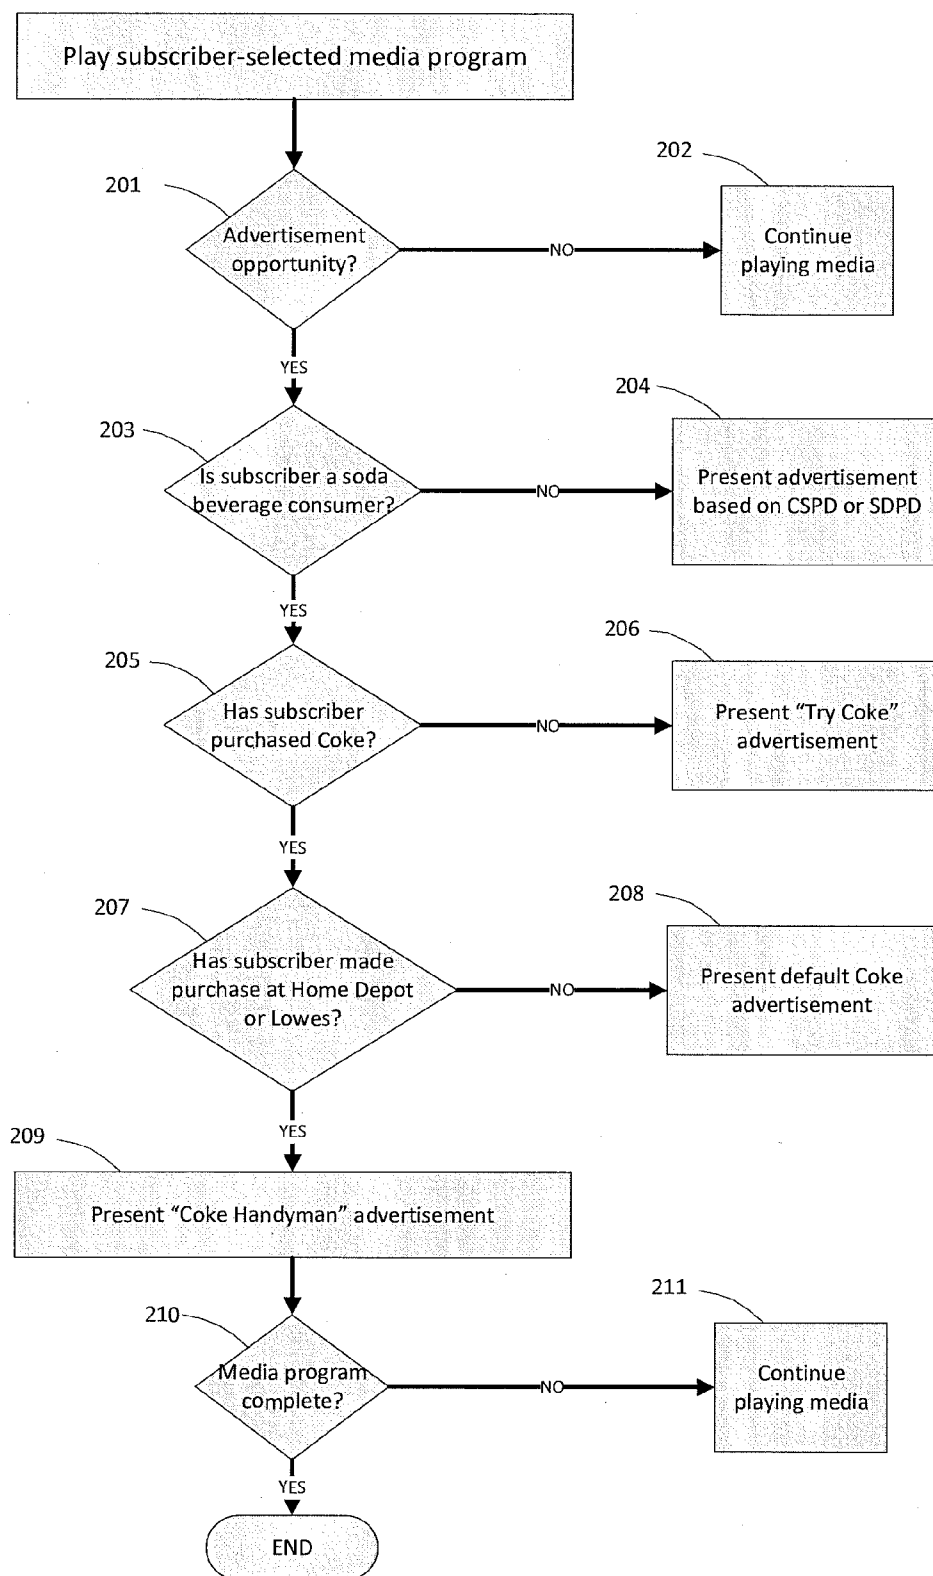 Play subscriber-selected media program
201
202
Advertisement
opportunity?
NO
Continue
playing media
YES
203
204
Is subscriber a soda
beverage consumer?
NO
Present advertisement
based on CSPD or SDPD
YES
205
206
Has subscriber
purchased Coke?
NO
Present “Try Coke”
advertisement
YES
207
208
Has subscriber made
purchase at Home Depot
or Lowes?
NO
Present default Coke
advertisement
YES
209
Present “Coke Handyman” advertisement
210
211
Media program
complete?
NO
Continue
playing media
YES
END